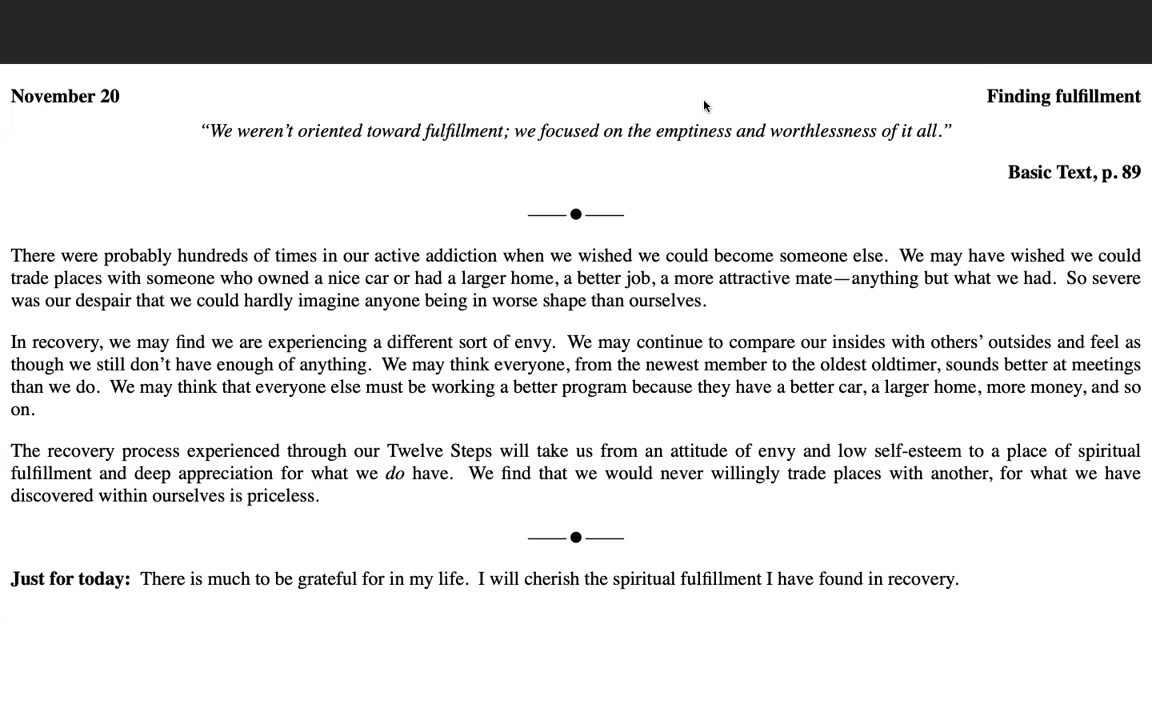 November 20
Finding fulfillment
“We weren’t oriented toward fulfillment; we focused on the emptiness and worthlessness of it all.”
Basic Text, p. 89
There were probably hundreds of times in our active addiction when we wished we could become someone else.  We may have wished we could
trade places with someone who owned a nice car or had a larger home, a better job, a more attractive mate—anything but what we had.  So severe
was our despair that we could hardly imagine anyone being in worse shape than ourselves.
In recovery, we may find we are experiencing a different sort of envy.  We may continue to compare our insides with others’ outsides and feel as
though we still don’t have enough of anything.  We may think everyone, from the newest member to the oldest oldtimer, sounds better at meetings
than we do.  We may think that everyone else must be working a better program because they have a better car, a larger home, more money, and so
on.
The recovery process experienced through our Twelve Steps will take us from an attitude of envy and low self-esteem to a place of spiritual
fulfillment and deep appreciation for what we do have.  We find that we would never willingly trade places with another, for what we have
discovered within ourselves is priceless.
Just for today:  There is much to be grateful for in my life.  I will cherish the spiritual fulfillment I have found in recovery.